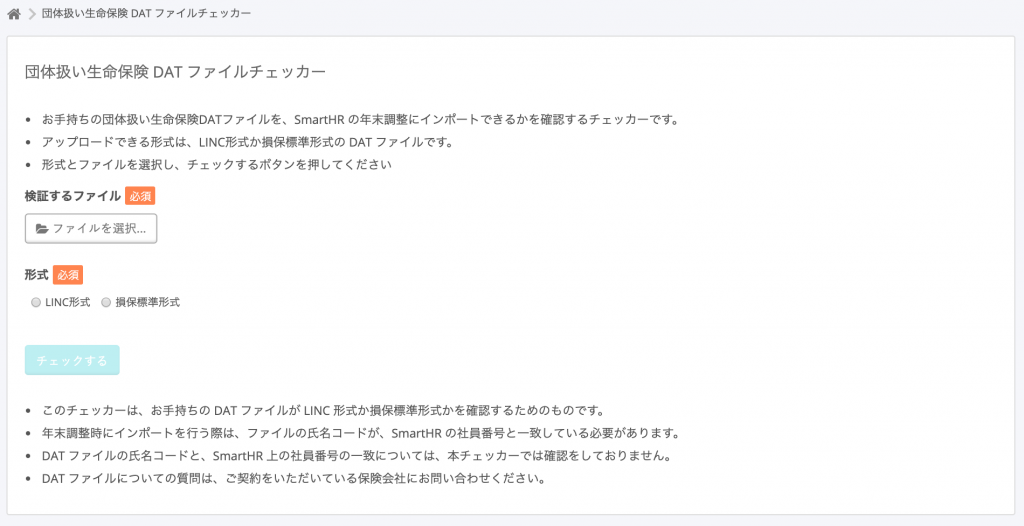 団体扱い生命保険 DAT ファイルチェッカー
団体扱い生命保険 DAT ファイルチェッカー
お手持ちの団体扱い生命保険DATファイルを、SmartHR の年末調整にインポートできるかを確認するチェッカーです。
アップロードできる形式は、LINC形式か損保標準形式の DAT ファイルです。
形式とファイルを選択し、チェックするボタンを押してください
検証するファイル 必須
ファイルを選択...
形式 必須
LINC形式 損保標準形式
チェックする
このチェッカーは、お手持ちの DAT ファイルが LINC 形式か損保標準形式かを確認するためのものです。
年末調整時にインポートを行う際は、ファイルの氏名コードが、SmartHR の社員番号と一致している必要があります。
DAT ファイルの氏名コードと、SmartHR 上の社員番号の一致については、本チェッカーでは確認をしておりません。
DAT ファイルについての質問は、ご契約をいただいている保険会社にお問い合わせください。